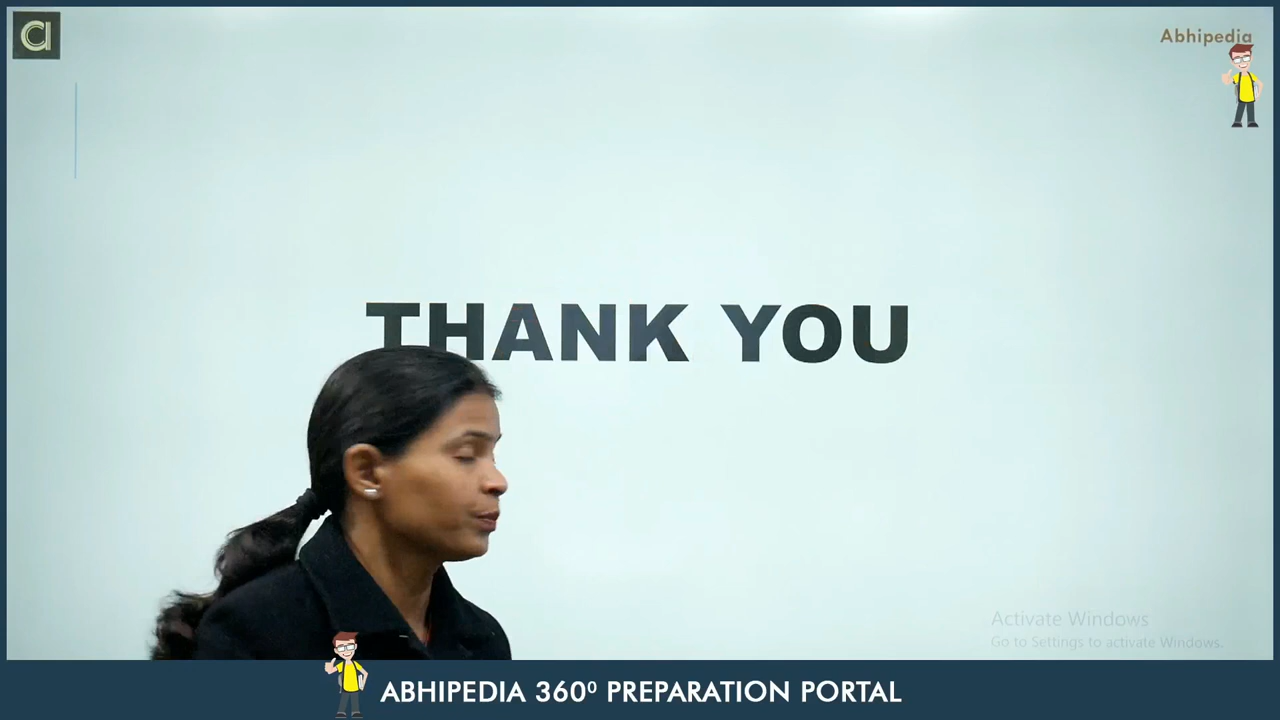 Abhipedia
THANK YOU
Activate Windows
Go to Settings to activate Windows.
ABHIPEDIA 360⁰ PREPARATION PORTAL